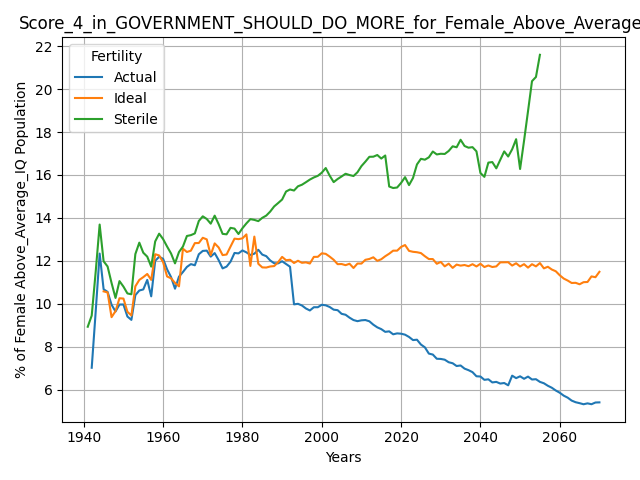 Score_4_in_GOVERNMENT_SHOULD_DO_MORE_for_Female_Above_Average
% of Female Above_Average_IQ Population
22
20
18
16
14
12
10
8
6
Fertility
Actual
Ideal
Sterile
1940 1960 1980 2000 2020 2040 2060
Years